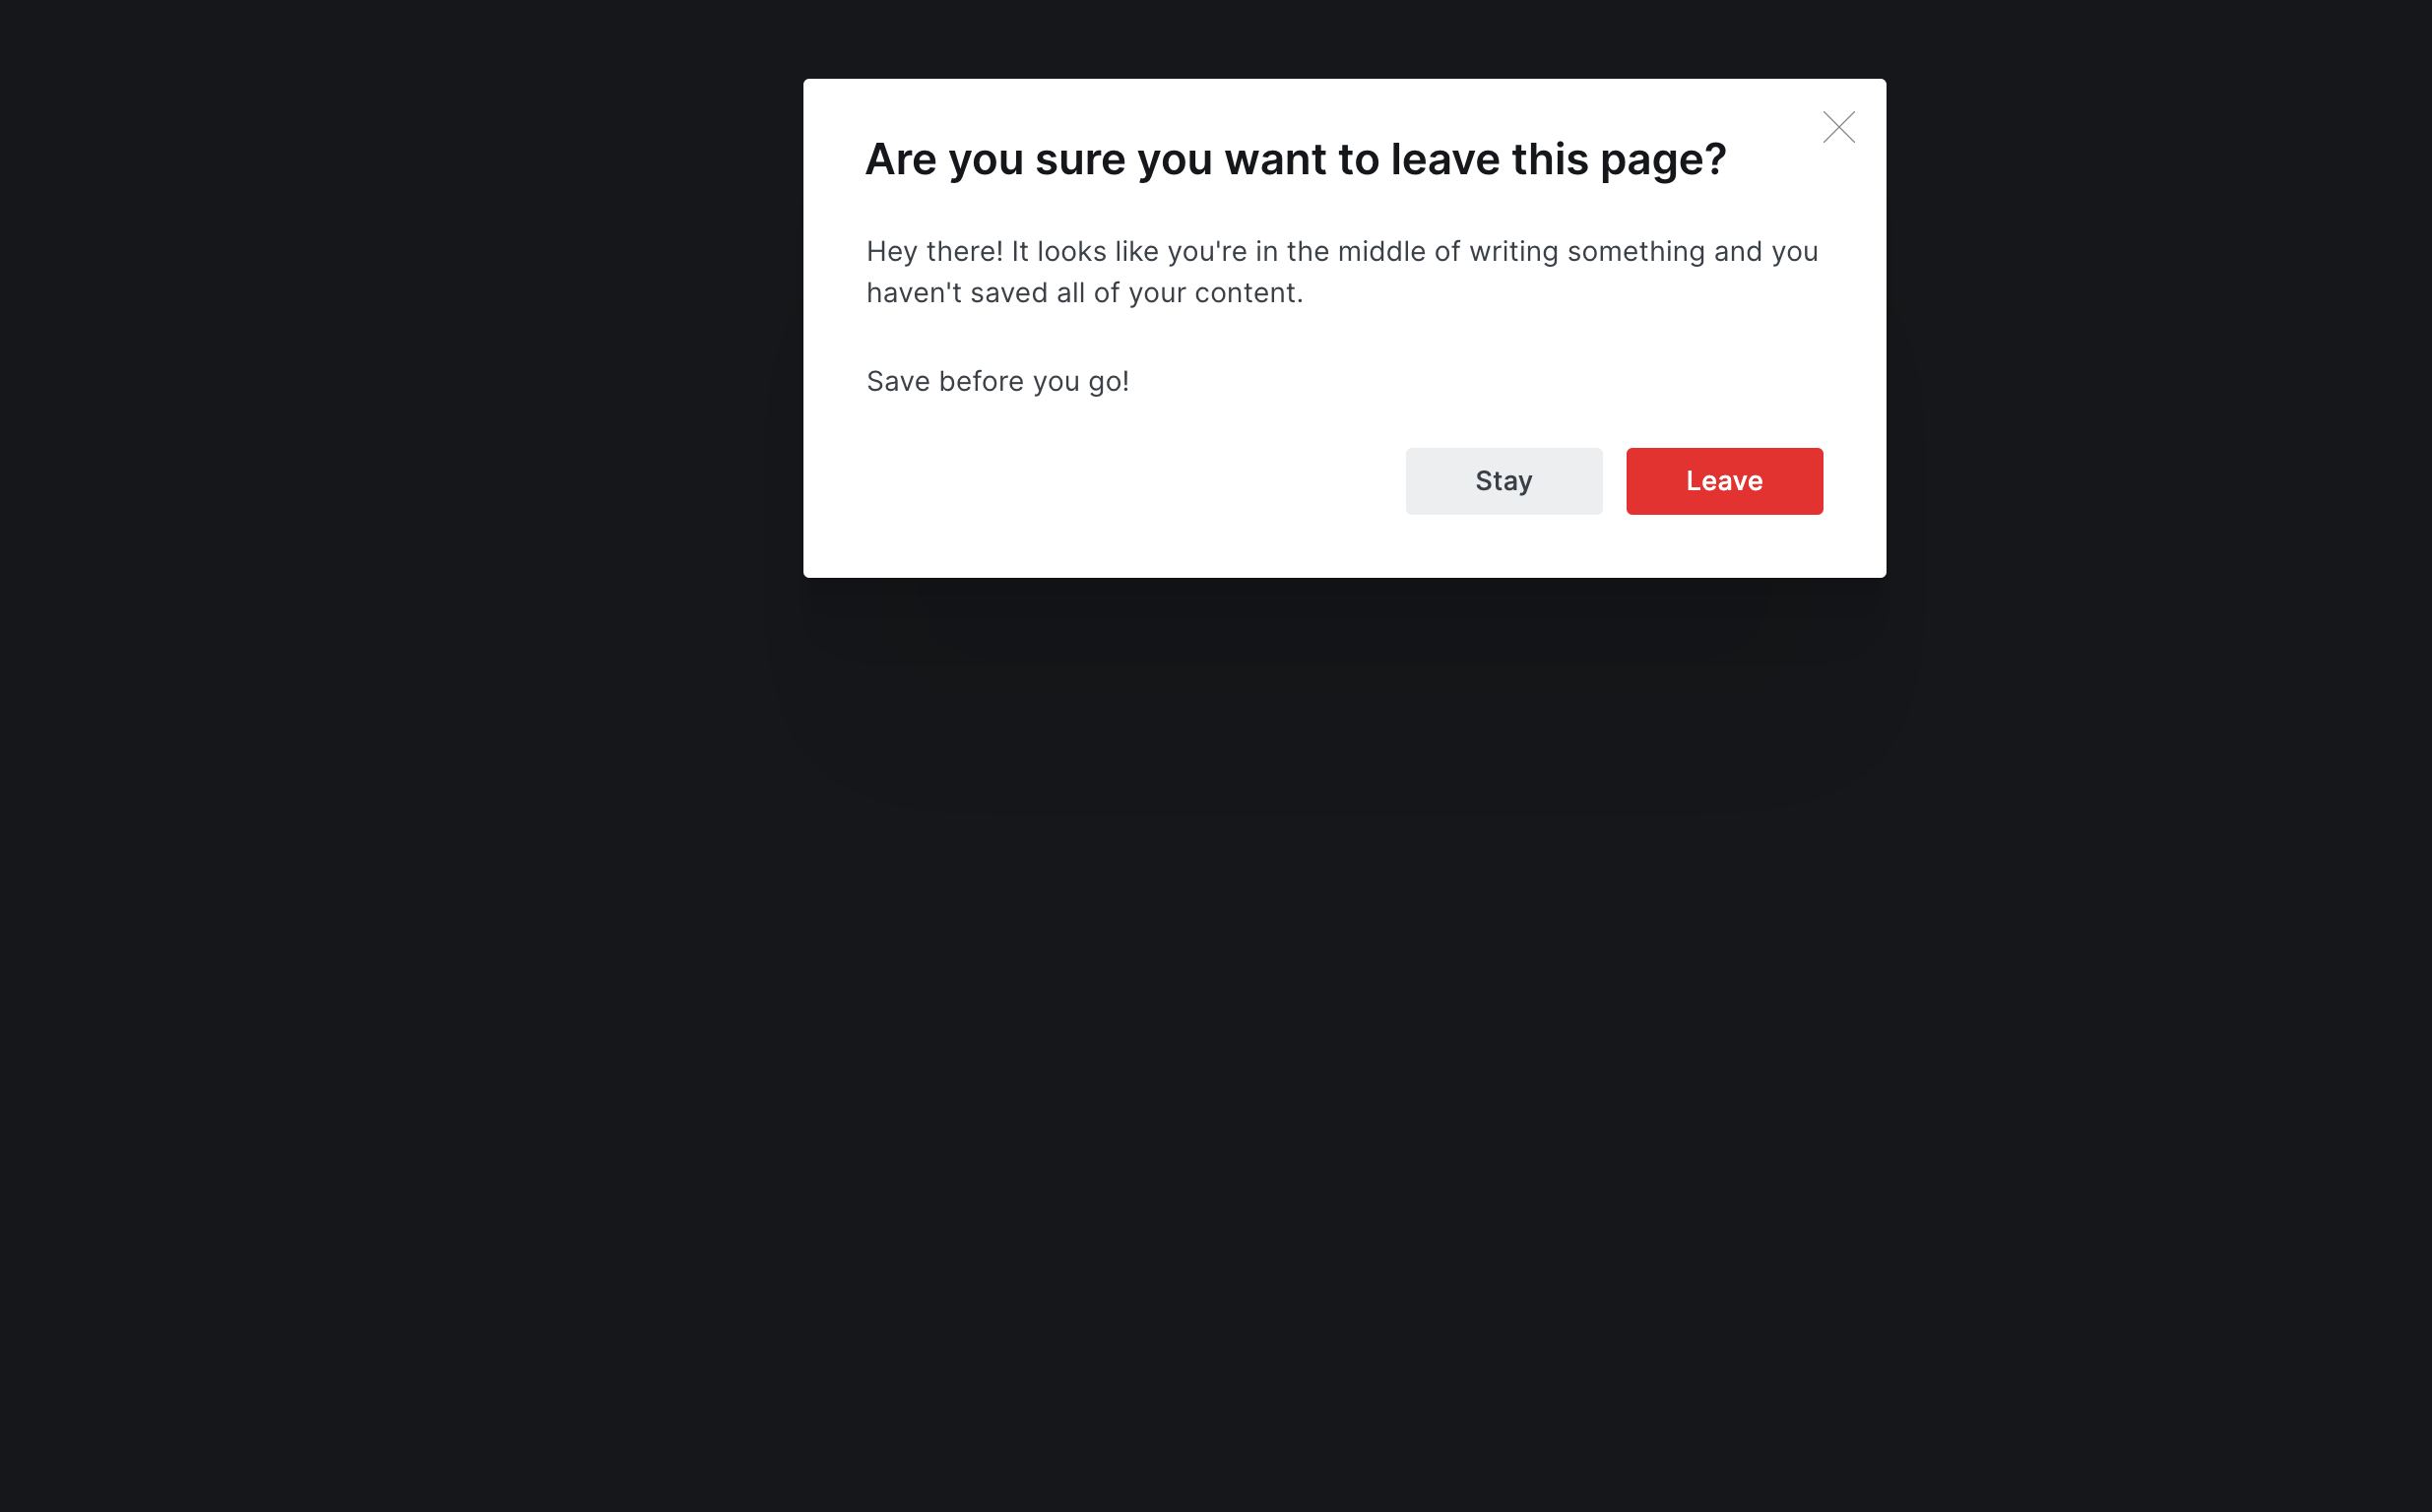 Are you sure you want to leave this page?
Hey there! It looks like you're in the middle of writing something and you
haven't saved all of your content.
Save before you go!
Stay
Leave